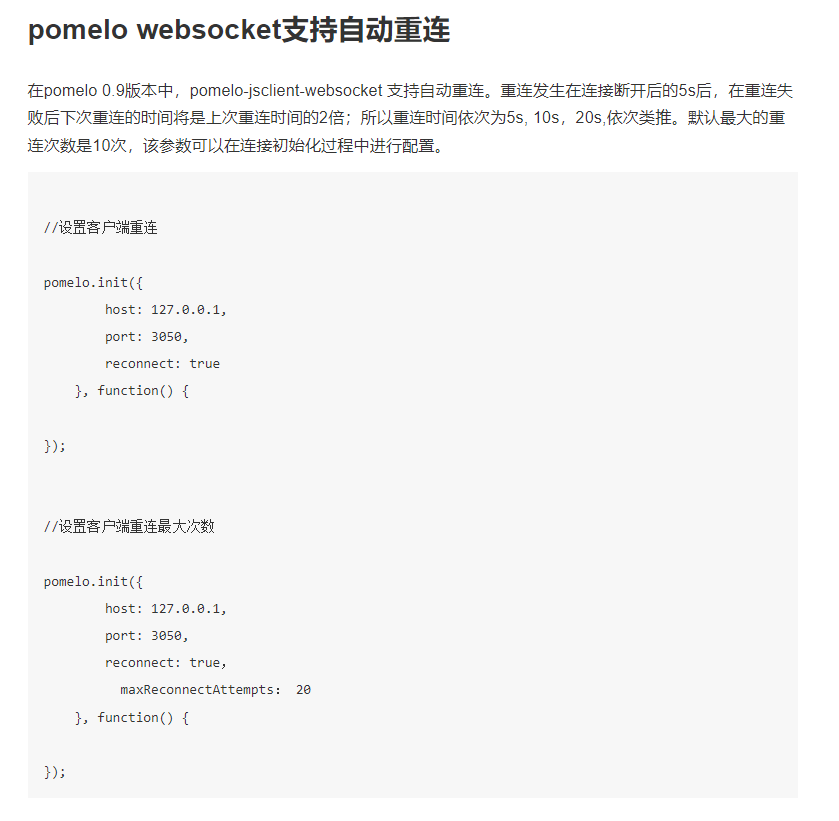 pomelo websocket支持自动重连
在pomelo 0.9版本中，pomelo-jsclient-websocket 支持自动重连。重连发生在连接断开后的5s后，在重连失
败后下次重连的时间将是上次重连时间的2倍；所以重连时间依次为5s, 10s，20s,依次类推。默认最大的重
连次数是10次，该参数可以在连接初始化过程中进行配置。
//设置客户端重连
pomelo.init({
host: 127.0.0.1,
port: 3050,
reconnect: true
}, function() {
});
//设置客户端重连最大次数
pomelo.init({
host: 127.0.0.1,
port: 3050,
reconnect: true,
maxReconnectAttempts： 20
}, function() {
});